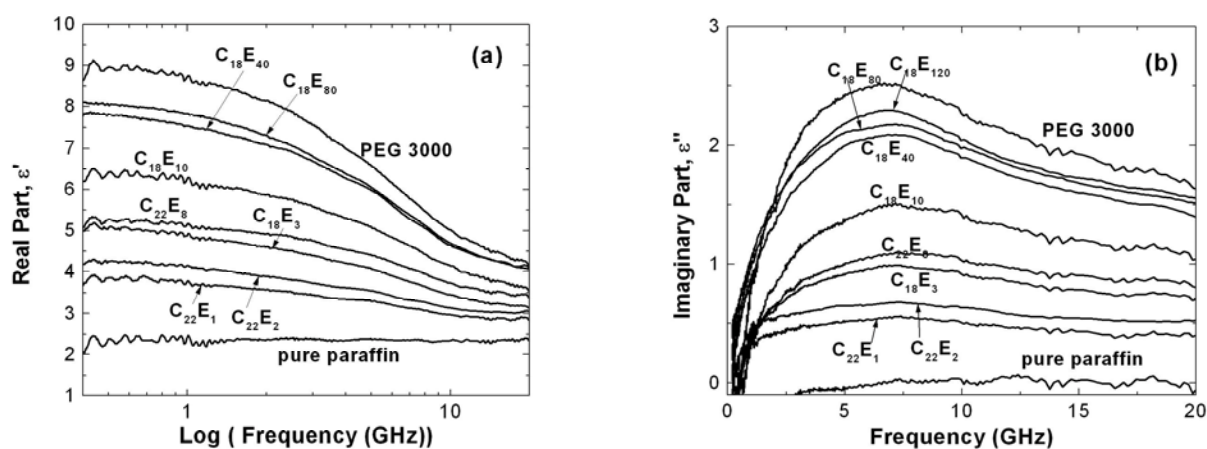 (a)
10
9
8
7
6
5
4
3
2
1
Real Part, ε'
C₁₈E₄₀
C₁₈E₈₀
PEG 3000
C₁₈E₁₀
C₂₂E₈
C₁₈E₃
C₂₂E₁
C₂₂E₂
pure paraffin
1
10
Log ( Frequency (GHz))
(b)
3
2
1
0
Imaginary Part, ε"
C₁₈E₈₀
C₁₈E₁₂₀
PEG 3000
C₁₈E₄₀
C₁₈E₁₀
C₂₂E₈
C₁₈E₃
C₂₂E₁
C₂₂E₂
pure paraffin
0
5
10
15
20
Frequency (GHz)